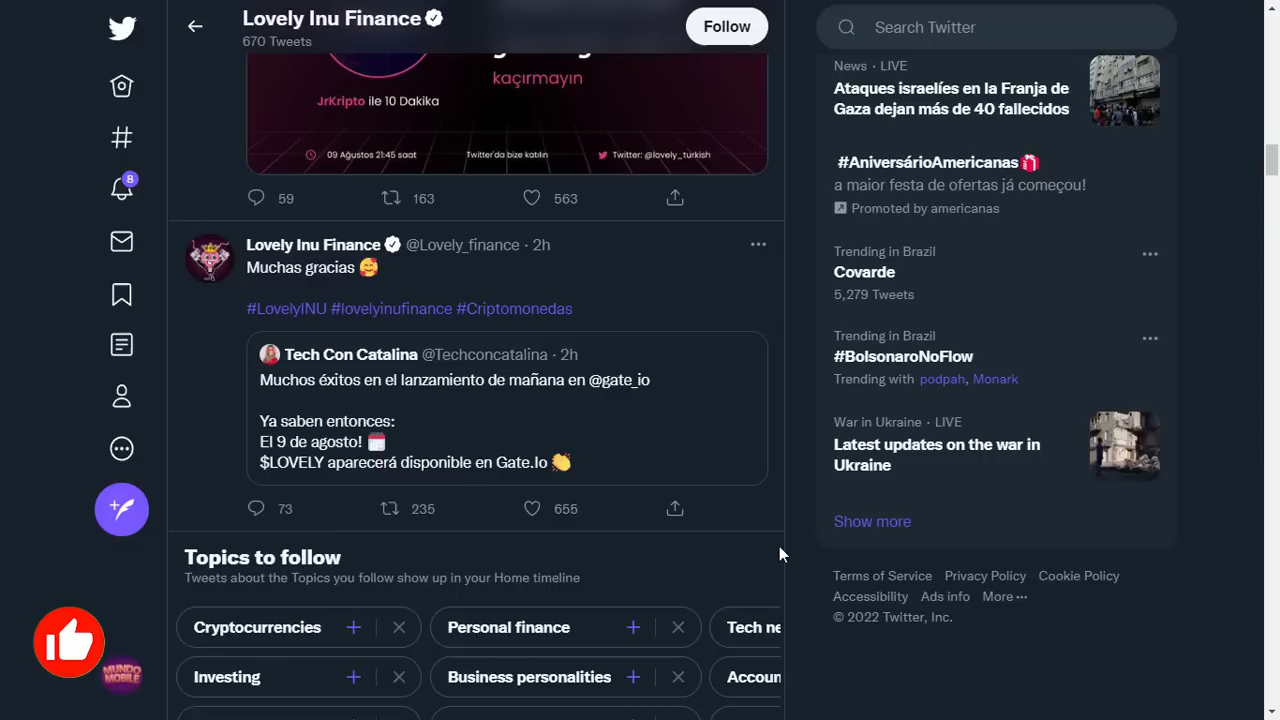 Lovely Inu Finance
670 Tweets
Follow
Search Twitter
kaçırmayın
JrKripto ile 10 Dakika
09 Ağustos 21:45 saat
Twitter'da bize katılın
Twitter: @lovely_turkish
59
163
563
Lovely Inu Finance @Lovely_finance · 2h
Muchas gracias 🥰
#LovelyINU #lovelyinufinance #Criptomonedas
Tech Con Catalina @Techconcatalina · 2h
Muchos éxitos en el lanzamiento de mañana en @gate_io
Ya saben entonces:
El 9 de agosto! 🗓
$LOVELY aparecerá disponible en Gate.Io 👏
73
235
655
Topics to follow
Tweets about the Topics you follow show up in your Home timeline
Cryptocurrencies
Personal finance
Tech ne
Investing
Business personalities
Accoun
8
MUNDO
MOBILE
News · LIVE
Ataques israelíes en la Franja de
Gaza dejan más de 40 fallecidos
#AniversárioAmericanas
a maior festa de ofertas já começou!
Promoted by americanas
Trending in Brazil
Covarde
5,279 Tweets
Trending in Brazil
#BolsonaroNoFlow
Trending with podpah, Monark
War in Ukraine · LIVE
Latest updates on the war in
Ukraine
Show more
Terms of Service Privacy Policy Cookie Policy
Accessibility Ads info More ···
© 2022 Twitter, Inc.